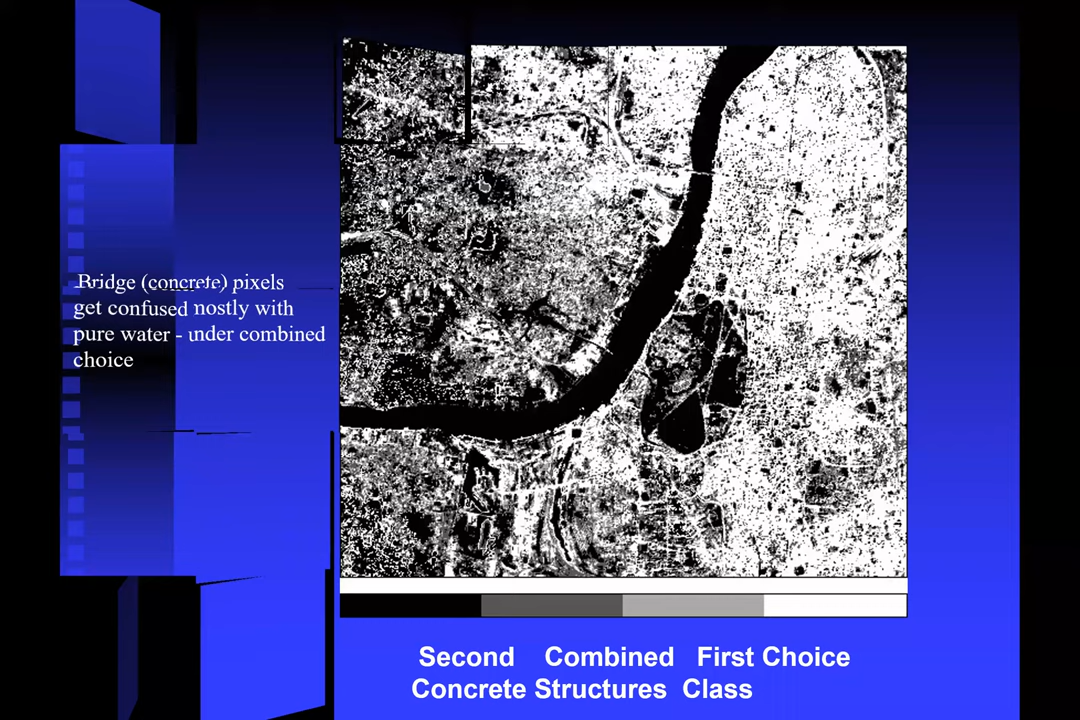 Bridge (concrete) pixels
get confused nostly with
pure water - under combined
choice
Second Combined First Choice
Concrete Structures Class